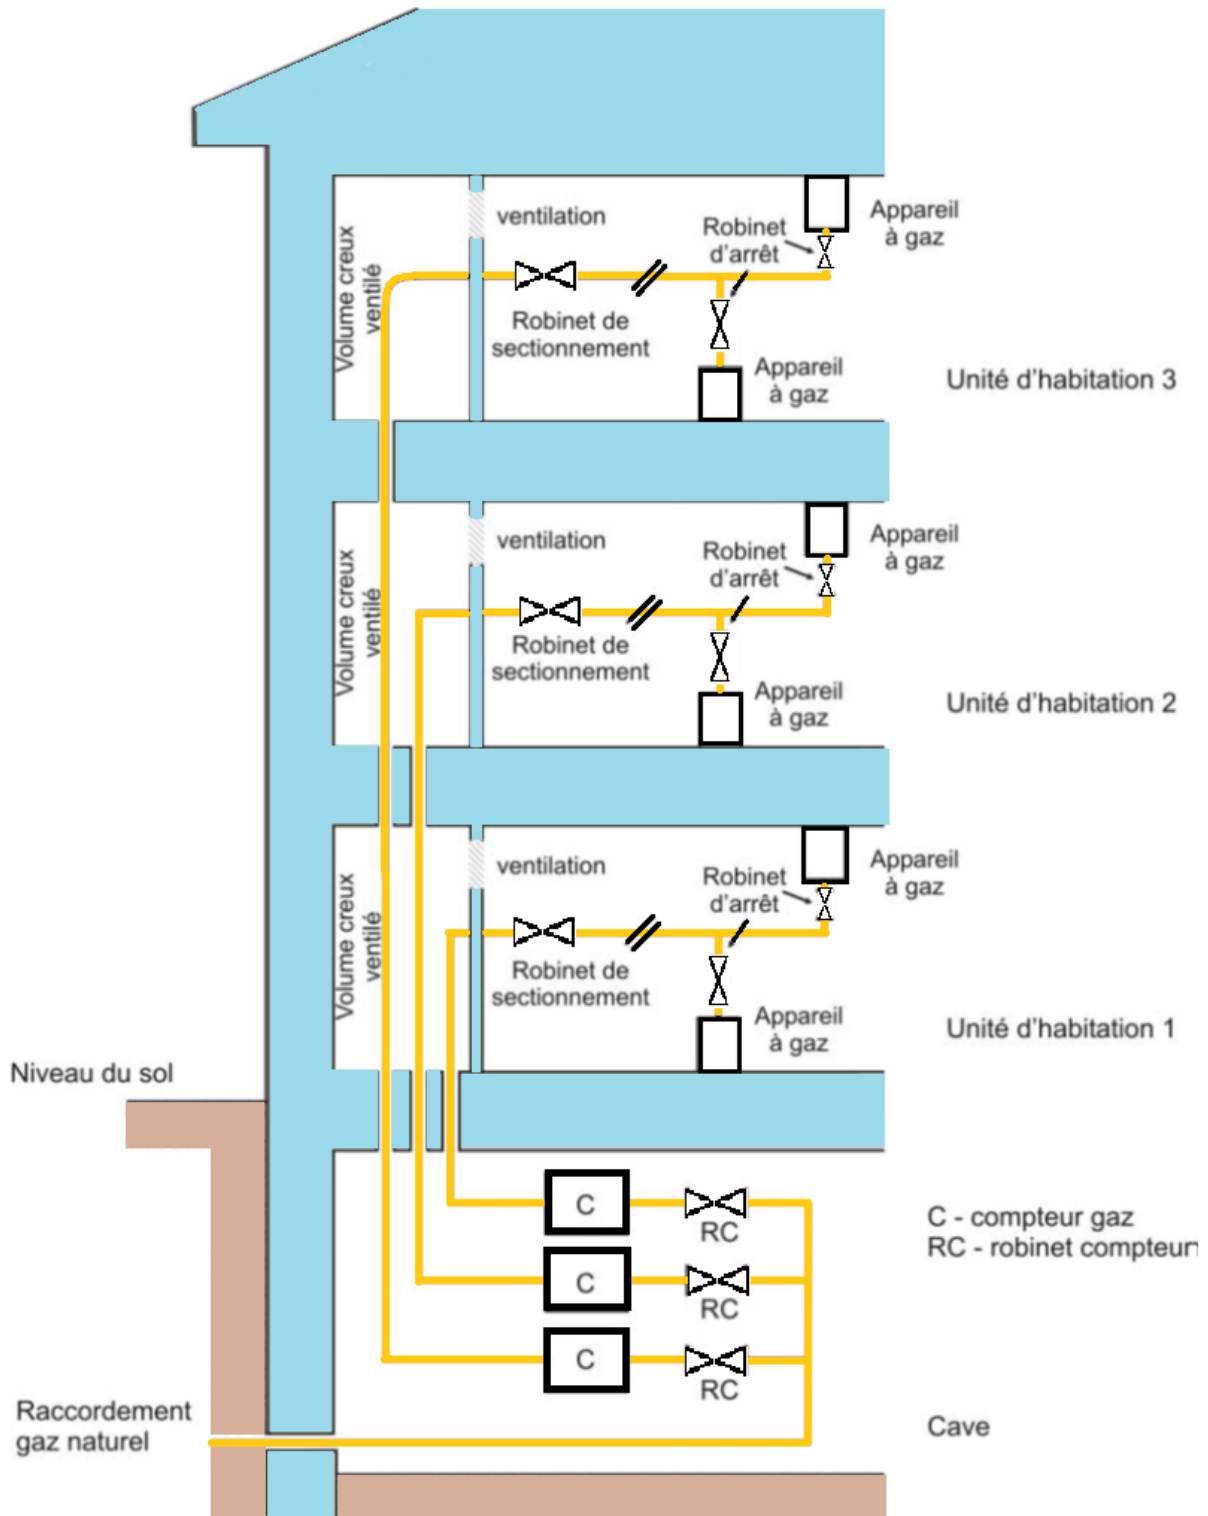 ventilation
Appareil
à gaz
Robinet
d'arrêt
Volume creux
ventilé
Robinet de
sectionnement
Appareil
à gaz
Unité d'habitation 3
ventilation
Appareil
à gaz
Robinet
d'arrêt
Volume creux
ventilé
Robinet de
sectionnement
Appareil
à gaz
Unité d'habitation 2
ventilation
Appareil
à gaz
Robinet
d'arrêt
Volume creux
ventilé
Robinet de
sectionnement
Appareil
à gaz
Unité d'habitation 1
Niveau du sol
C
RC
C
RC
C
RC
C - compteur gaz
RC - robinet compteur
Raccordement
gaz naturel
Cave